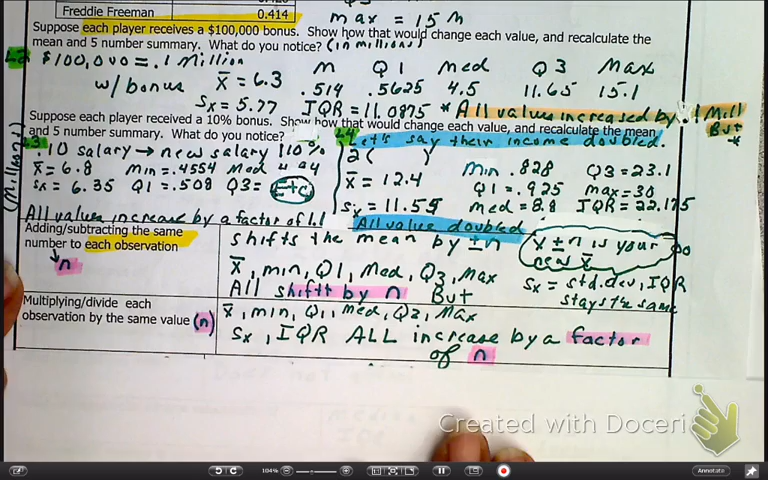 Freddie Freeman 0.414
max = 15 M
Suppose each player receives a $100,000 bonus. Show how that would change each value, and recalculate the
mean and 5 number summary. What do you notice? (in millions)
L2 $100,000 = .1 Million
M Q1 Med Q3 Max
w/ bonus x̄ = 6.3 .514 .5625 4.5 11.65 15.1
Sx = 5.77 IQR = 11.0875 * All values increased by .1 Mill
But *
Suppose each player received a 10% bonus. Show how that would change each value, and recalculate the mean
and 5 number summary. What do you notice?
(Millions)
L3 .10 salary → new salary 110%
x̄ = 6.8 min = .4554 Med = 4.84
Sx = 6.35 Q1 = .508 Q3 = Etc
All values increase by a factor of 1.1
L4 Let's say their income doubled.
2( )
x̄ = 12.4 Min .828 Q3 = 23.1
Q1 = .925 max = 30
Sx = 11.55 med = 8.8 IQR = 22.175
All value doubled
Adding/subtracting the same
number to each observation
n
shifts the mean by ± n
x̄ ± n is your
new x̄
x̄, min, Q1, Med, Q3, Max
All shift by n But
Sx = std.dev, IQR
stays the same
Multiplying/divide each
observation by the same value (n)
x̄, min, Q1, Med, Q3, Max
Sx, IQR ALL increase by a factor
of n
Created with Doceri
104%
Annotate